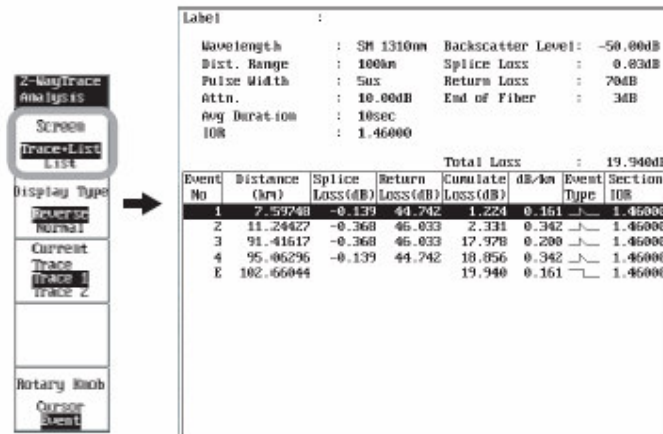 2-WayTrace
Analysis
Screen
Trace+List
List
Display Type
Reverse
Normal
Current
Trace
Trace 1
Trace 2
Rotary Knob
Cursor
Event
Label :
Wavelength : SM 1310nm Backscatter Level: -50.00dB
Dist. Range : 100km Splice Loss : 0.03dB
Pulse Width : 5us Return Loss : 70dB
Attn. : 10.00dB End of Fiber : 3dB
Avg Duration : 10sec
IOR : 1.46000
Total Loss : 19.940dB
Event Distance Splice Return Cumulate dB/km Event Section
No (km) Loss(dB) Loss(dB) Loss(dB) Type IOR
1 7.59748 -0.139 44.742 1.224 0.161 1.46000
2 11.24427 -0.368 46.033 2.331 0.342 1.46000
3 91.41617 -0.368 46.033 17.978 0.200 1.46000
4 95.06296 -0.139 44.742 18.856 0.342 1.46000
E 102.66044 19.940 0.161 1.46000